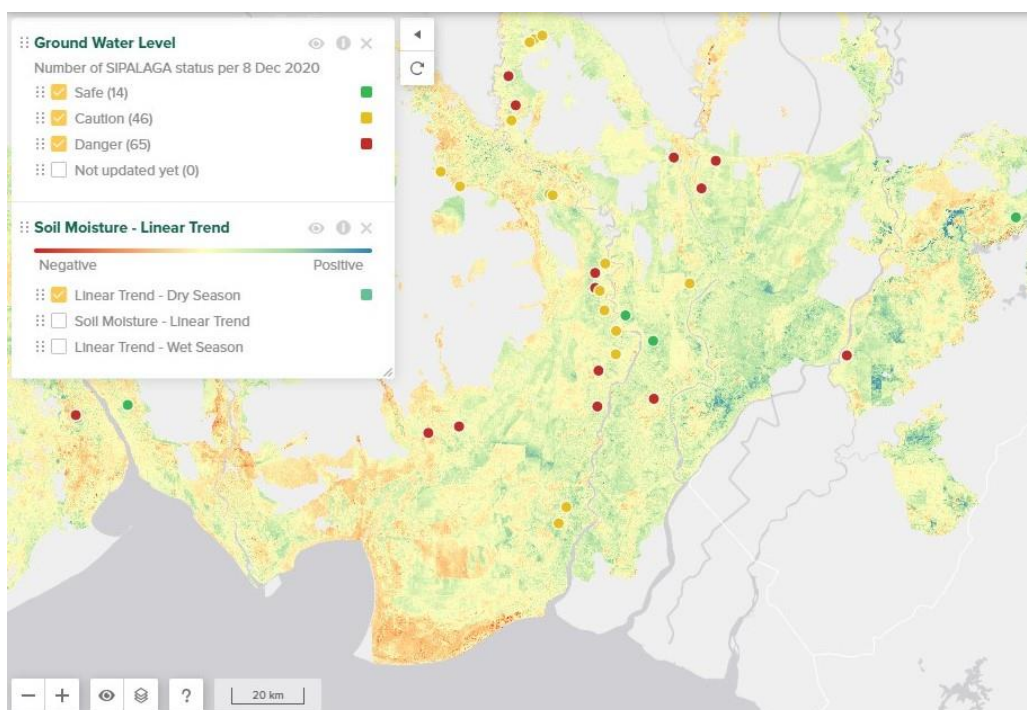 Ground Water Level
Number of SIPALAGA status per 8 Dec 2020
Safe (14)
Caution (46)
Danger (65)
Not updated yet (0)
Soil Moisture - Linear Trend
Negative Positive
Linear Trend - Dry Season
Soil Moisture - Linear Trend
Linear Trend - Wet Season
20 km